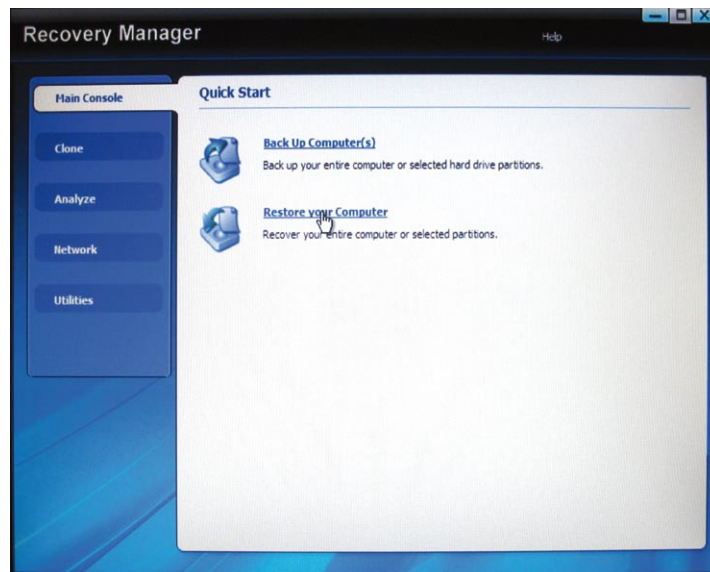 Recovery Manager
Help
Main Console
Clone
Analyze
Network
Utilities
Quick Start
Back Up Computer(s)
Back up your entire computer or selected hard drive partitions.
Restore your Computer
Recover your entire computer or selected partitions.